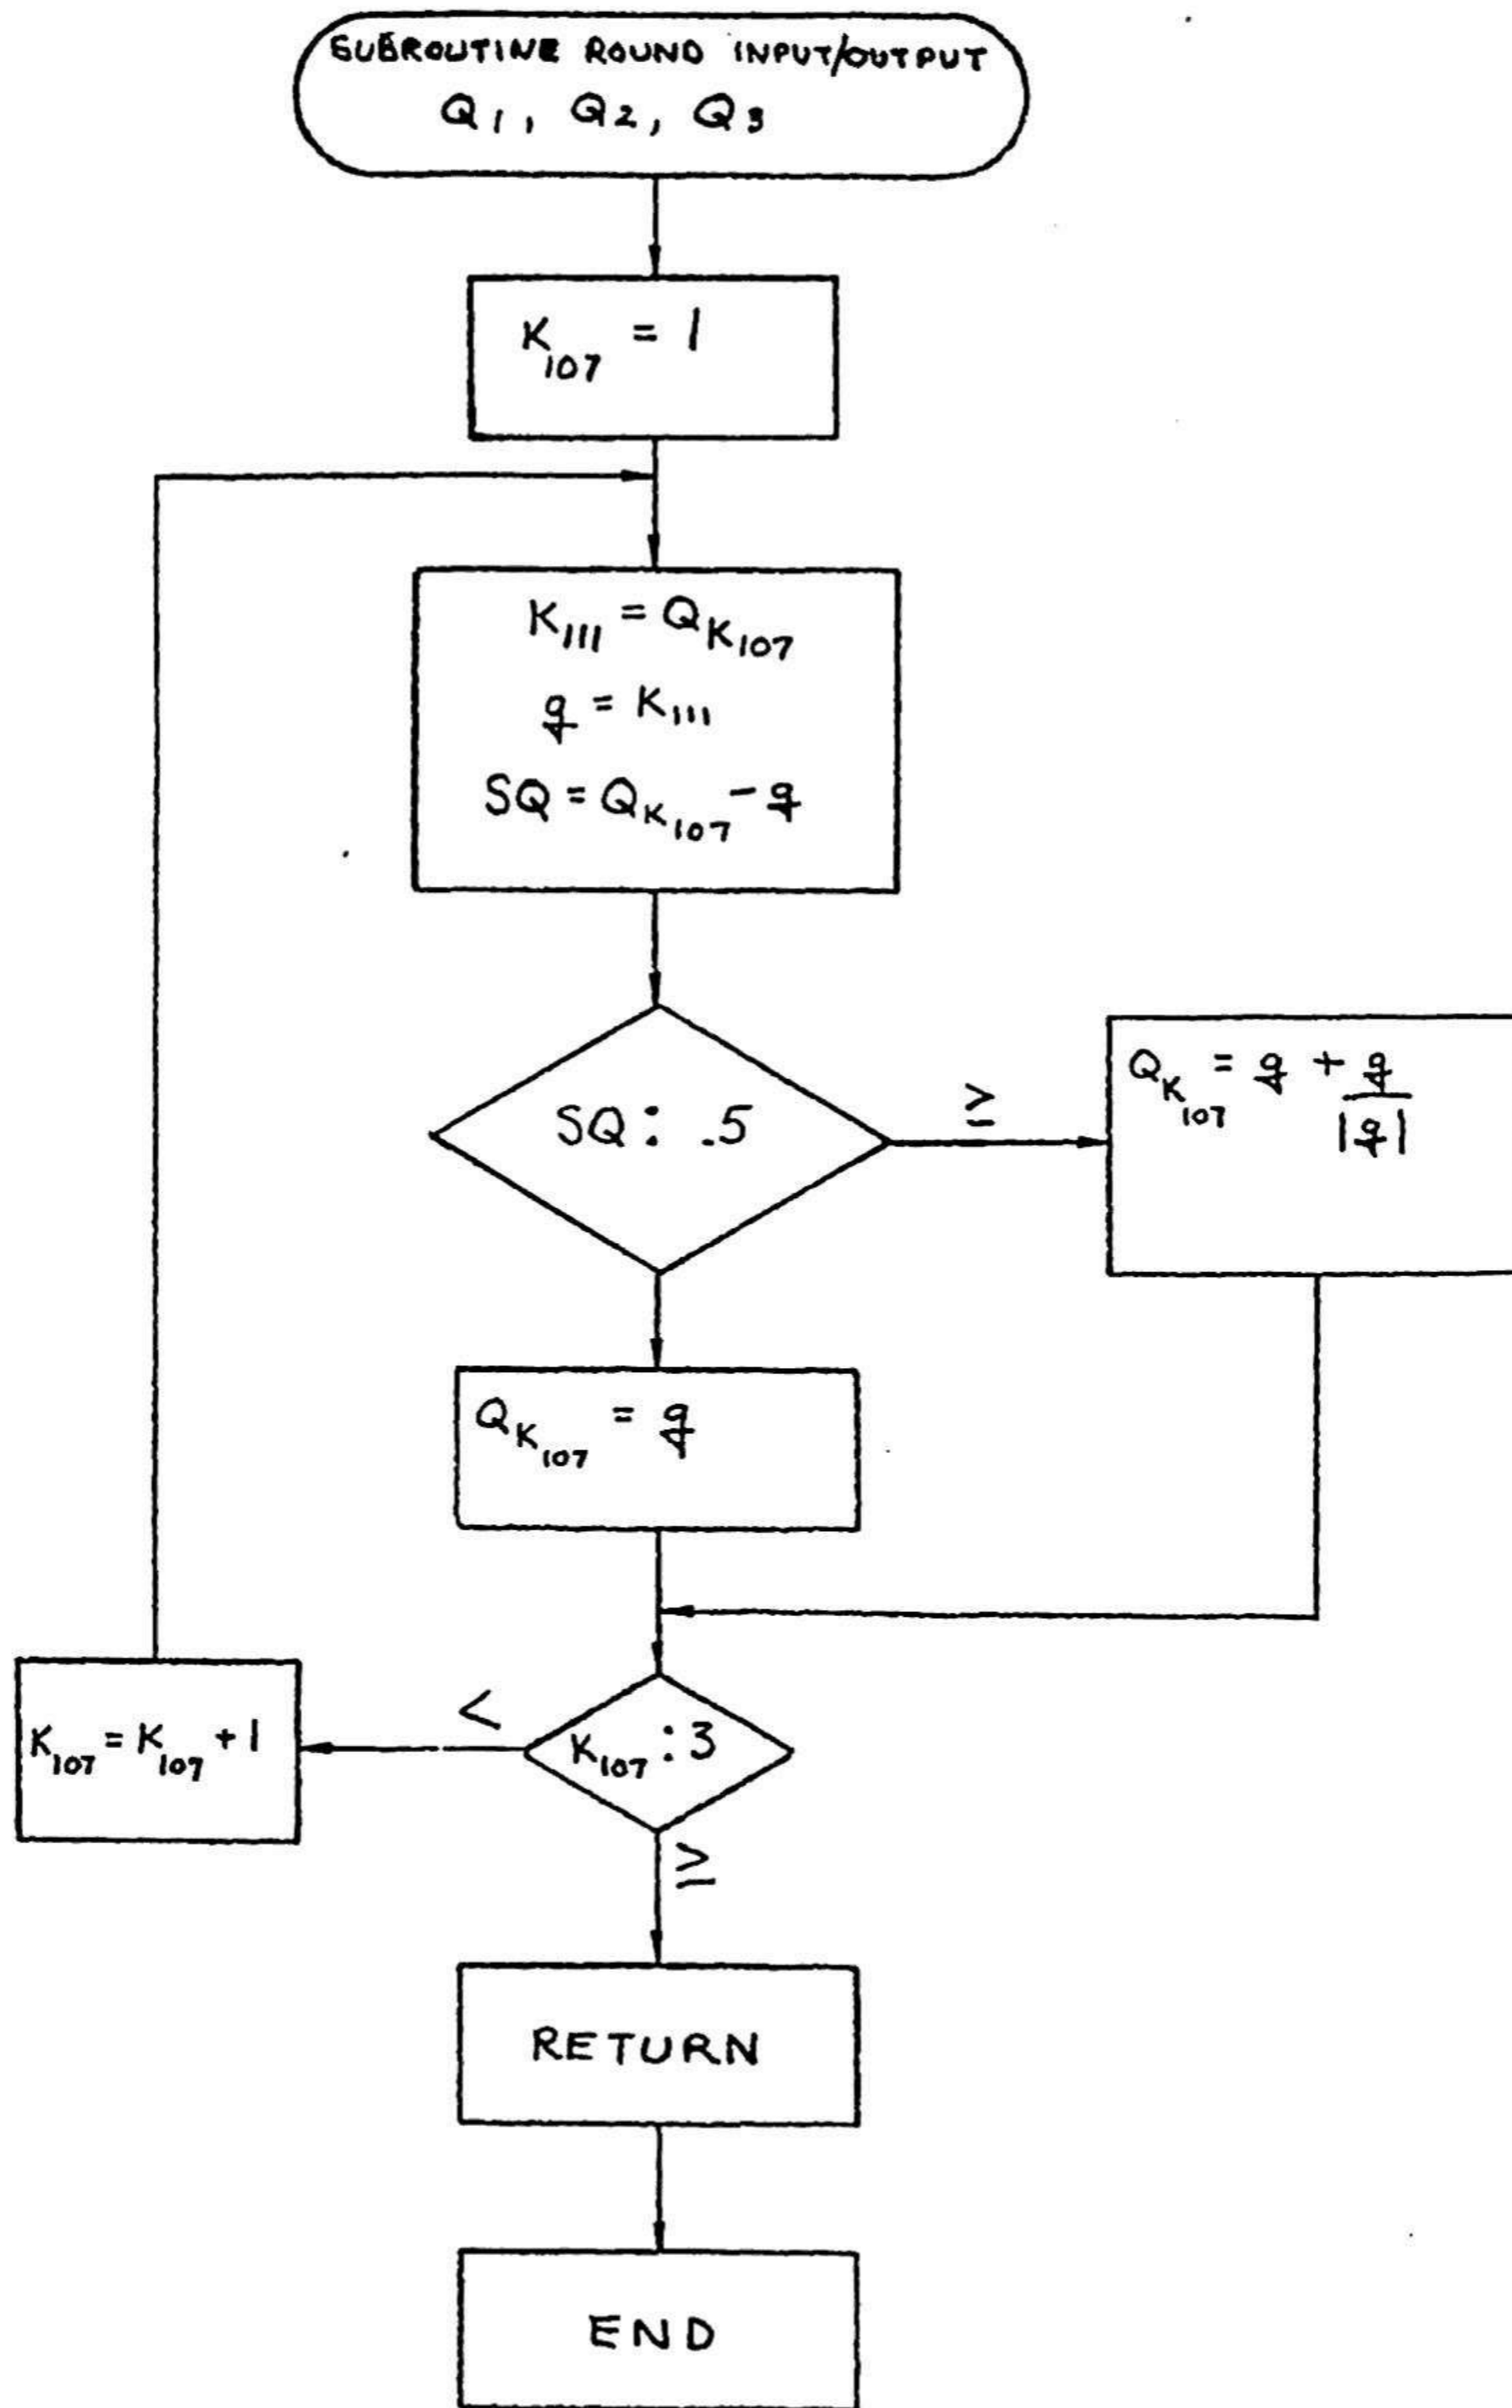 SUBROUTINE ROUND INPUT/OUTPUT
Q1, Q2, Q3
K107 = 1
K111 = QK107
q = K111
SQ = QK107 - q
SQ : .5
≥
QK107 = q + q/|q|
QK107 = q
K107 : 3
<
K107 = K107 + 1
≥
RETURN
END